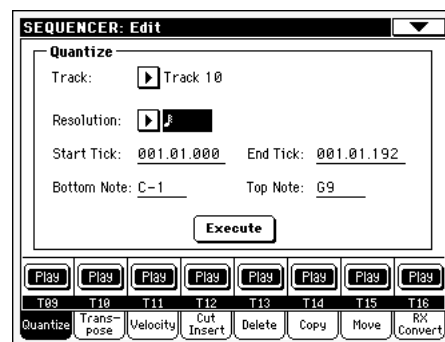 SEQUENCER: Edit
Quantize
Track: Track 10
Resolution:
Start Tick: 001.01.000 End Tick: 001.01.192
Bottom Note: C-1 Top Note: G9
Execute
Play Play Play Play Play Play Play Play
T09 T10 T11 T12 T13 T14 T15 T16
Quantize Trans-pose Velocity Cut Insert Delete Copy Move RX Convert